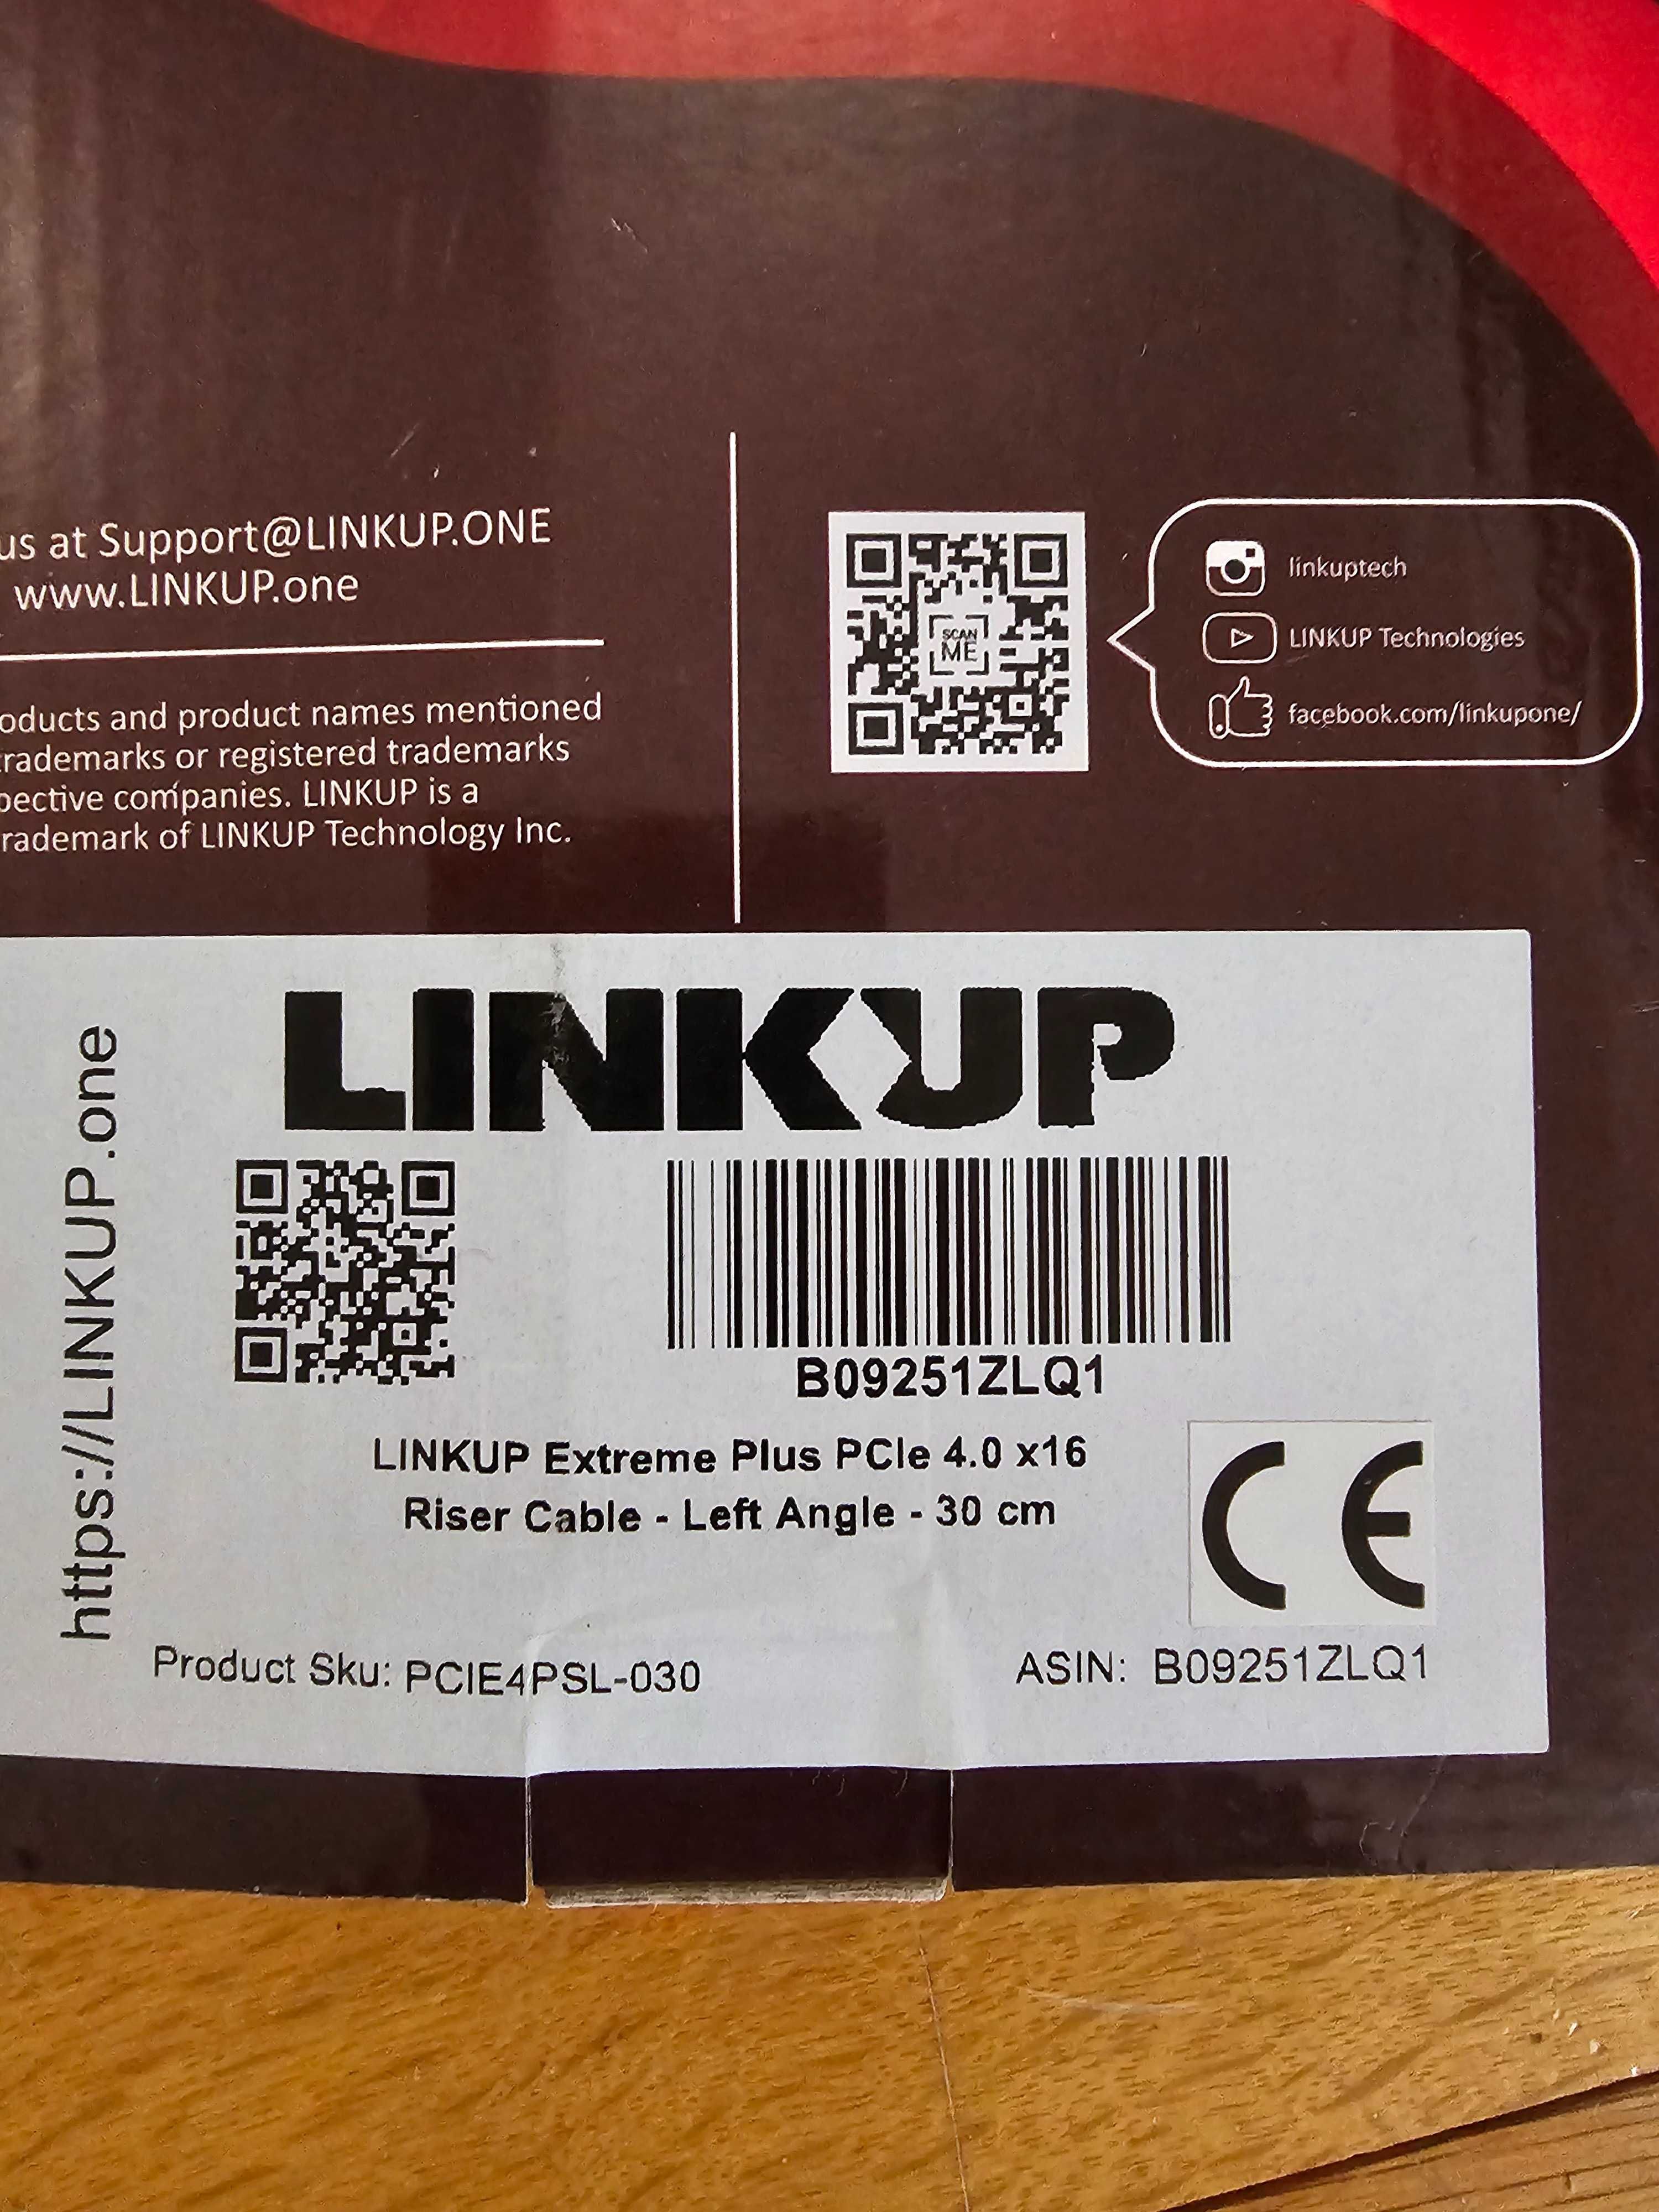 us at Support@LINKUP.ONE
www.LINKUP.one
oducts and product names mentioned
rademarks or registered trademarks
pective companies. LINKUP is a
rademark of LINKUP Technology Inc.
SCAN
ME
linkuptech
LINKUP Technologies
facebook.com/linkupone/
https://LINKUP.one
LINKUP
B09251ZLQ1
LINKUP Extreme Plus PCIe 4.0 x16
Riser Cable - Left Angle - 30 cm
CE
Product Sku: PCIE4PSL-030
ASIN: B09251ZLQ1